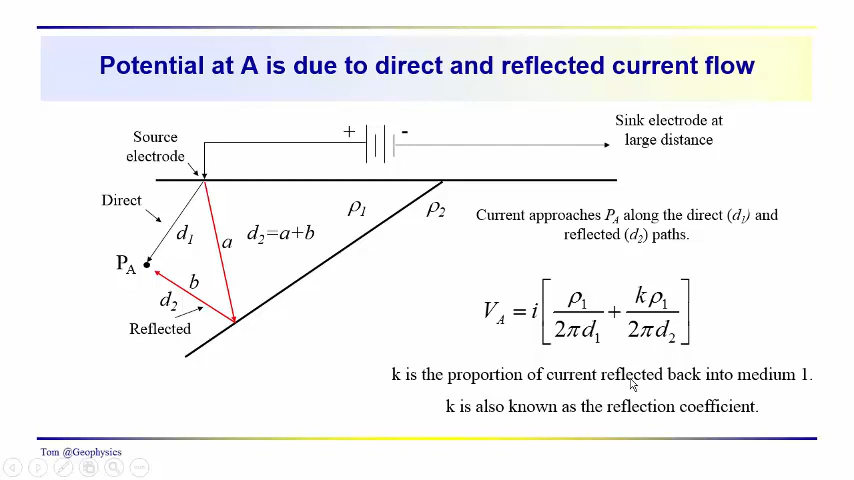 Potential at A is due to direct and reflected current flow
Source
electrode
+
-
Sink electrode at
large distance
Direct
d₁
a
d₂=a+b
ρ₁
ρ₂
P_A
b
d₂
Reflected
Current approaches P_A along the direct (d₁) and
reflected (d₂) paths.
V_A = i[ρ₁/2πd₁ + kρ₁/2πd₂]
k is the proportion of current reflected back into medium 1.
k is also known as the reflection coefficient.
Tom @Geophysics